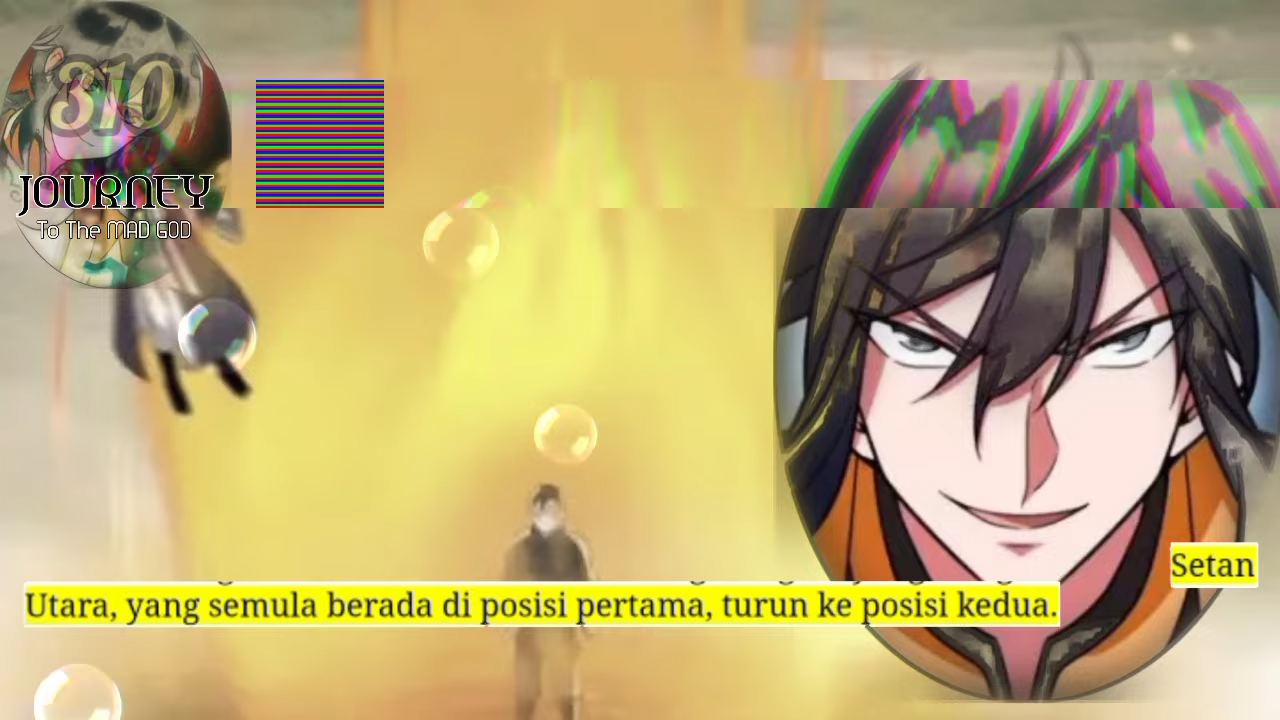 310
JOURNEY
To The MAD GOD
Setan
Utara, yang semula berada di posisi pertama, turun ke posisi kedua.